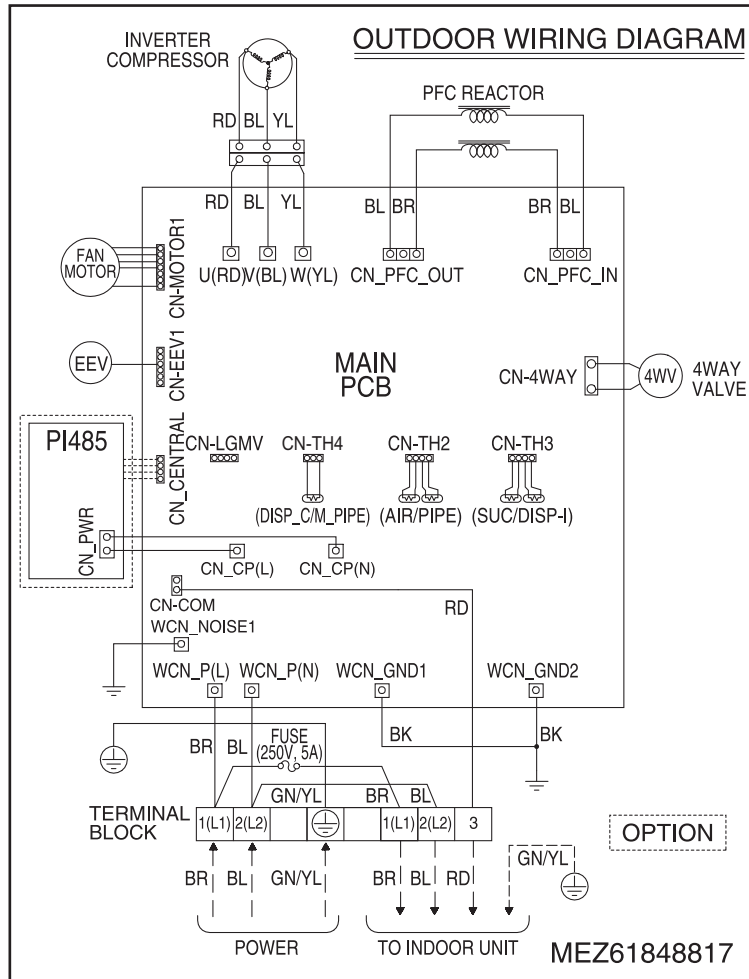 OUTDOOR WIRING DIAGRAM
INVERTER
COMPRESSOR
PFC REACTOR
RD BL YL
RD BL YL
BL BR
BR BL
FAN
MOTOR
CN-MOTOR1
U(RD) V(BL) W(YL)
CN_PFC_OUT
CN_PFC_IN
EEV
CN-EEV1
MAIN
PCB
CN-4WAY
4WV
4WAY
VALVE
PI485
CN_CENTRAL
CN-LGMV
CN-TH4
CN-TH2
CN-TH3
(DISP_C/M_PIPE)
(AIR/PIPE)
(SUC/DISP-I)
CN_PWR
CN_CP(L)
CN_CP(N)
CN-COM
RD
WCN_NOISE1
WCN_P(L)
WCN_P(N)
WCN_GND1
WCN_GND2
BR BL
FUSE
(250V, 5A)
BK
BK
GN/YL
BR BL
TERMINAL
BLOCK
1(L1) 2(L2) 1(L1) 2(L2) 3
OPTION
BR BL GN/YL
BR BL RD
GN/YL
POWER
TO INDOOR UNIT
MEZ61848817